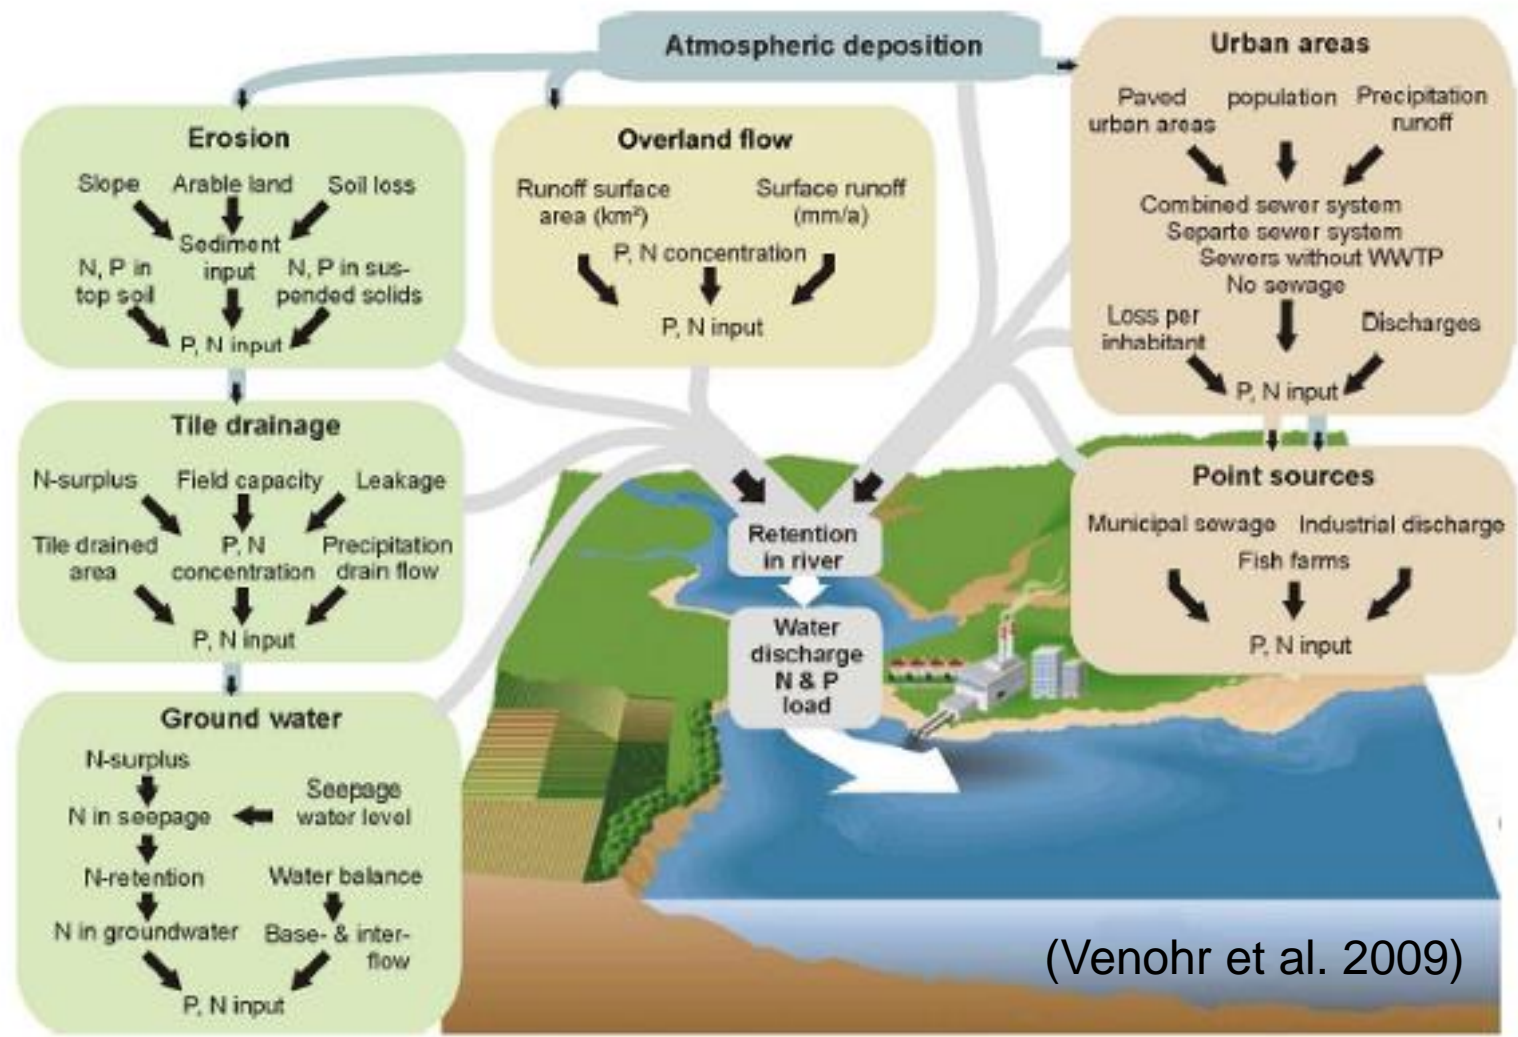 Atmospheric deposition
Erosion
Slope
Arable land
Soil loss
Sediment
input
N, P in
top soil
N, P in sus-
pended solids
P, N input
Tile drainage
N-surplus
Field capacity
Leakage
Tile drained
area
P, N
concentration
Precipitation
drain flow
P, N input
Ground water
N-surplus
N in seepage
Seepage
water level
N-retention
Water balance
N in groundwater
Base- & inter-
flow
P, N input
Overland flow
Runoff surface
area (km²)
Surface runoff
(mm/a)
P, N concentration
P, N input
Urban areas
Paved
urban areas
population
Precipitation
runoff
Combined sewer system
Separte sewer system
Sewers without WWTP
No sewage
Loss per
inhabitant
Discharges
P, N input
Point sources
Municipal sewage
Industrial discharge
Fish farms
P, N input
Retention
in river
Water
discharge
N & P
load
(Venohr et al. 2009)